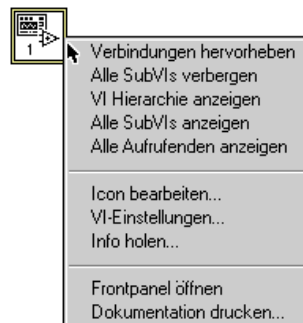 1
Verbindungen hervorheben
Alle SubVIs verbergen
VI Hierarchie anzeigen
Alle SubVIs anzeigen
Alle Aufrufenden anzeigen
Icon bearbeiten...
VI-Einstellungen...
Info holen...
Frontpanel öffnen
Dokumentation drucken...